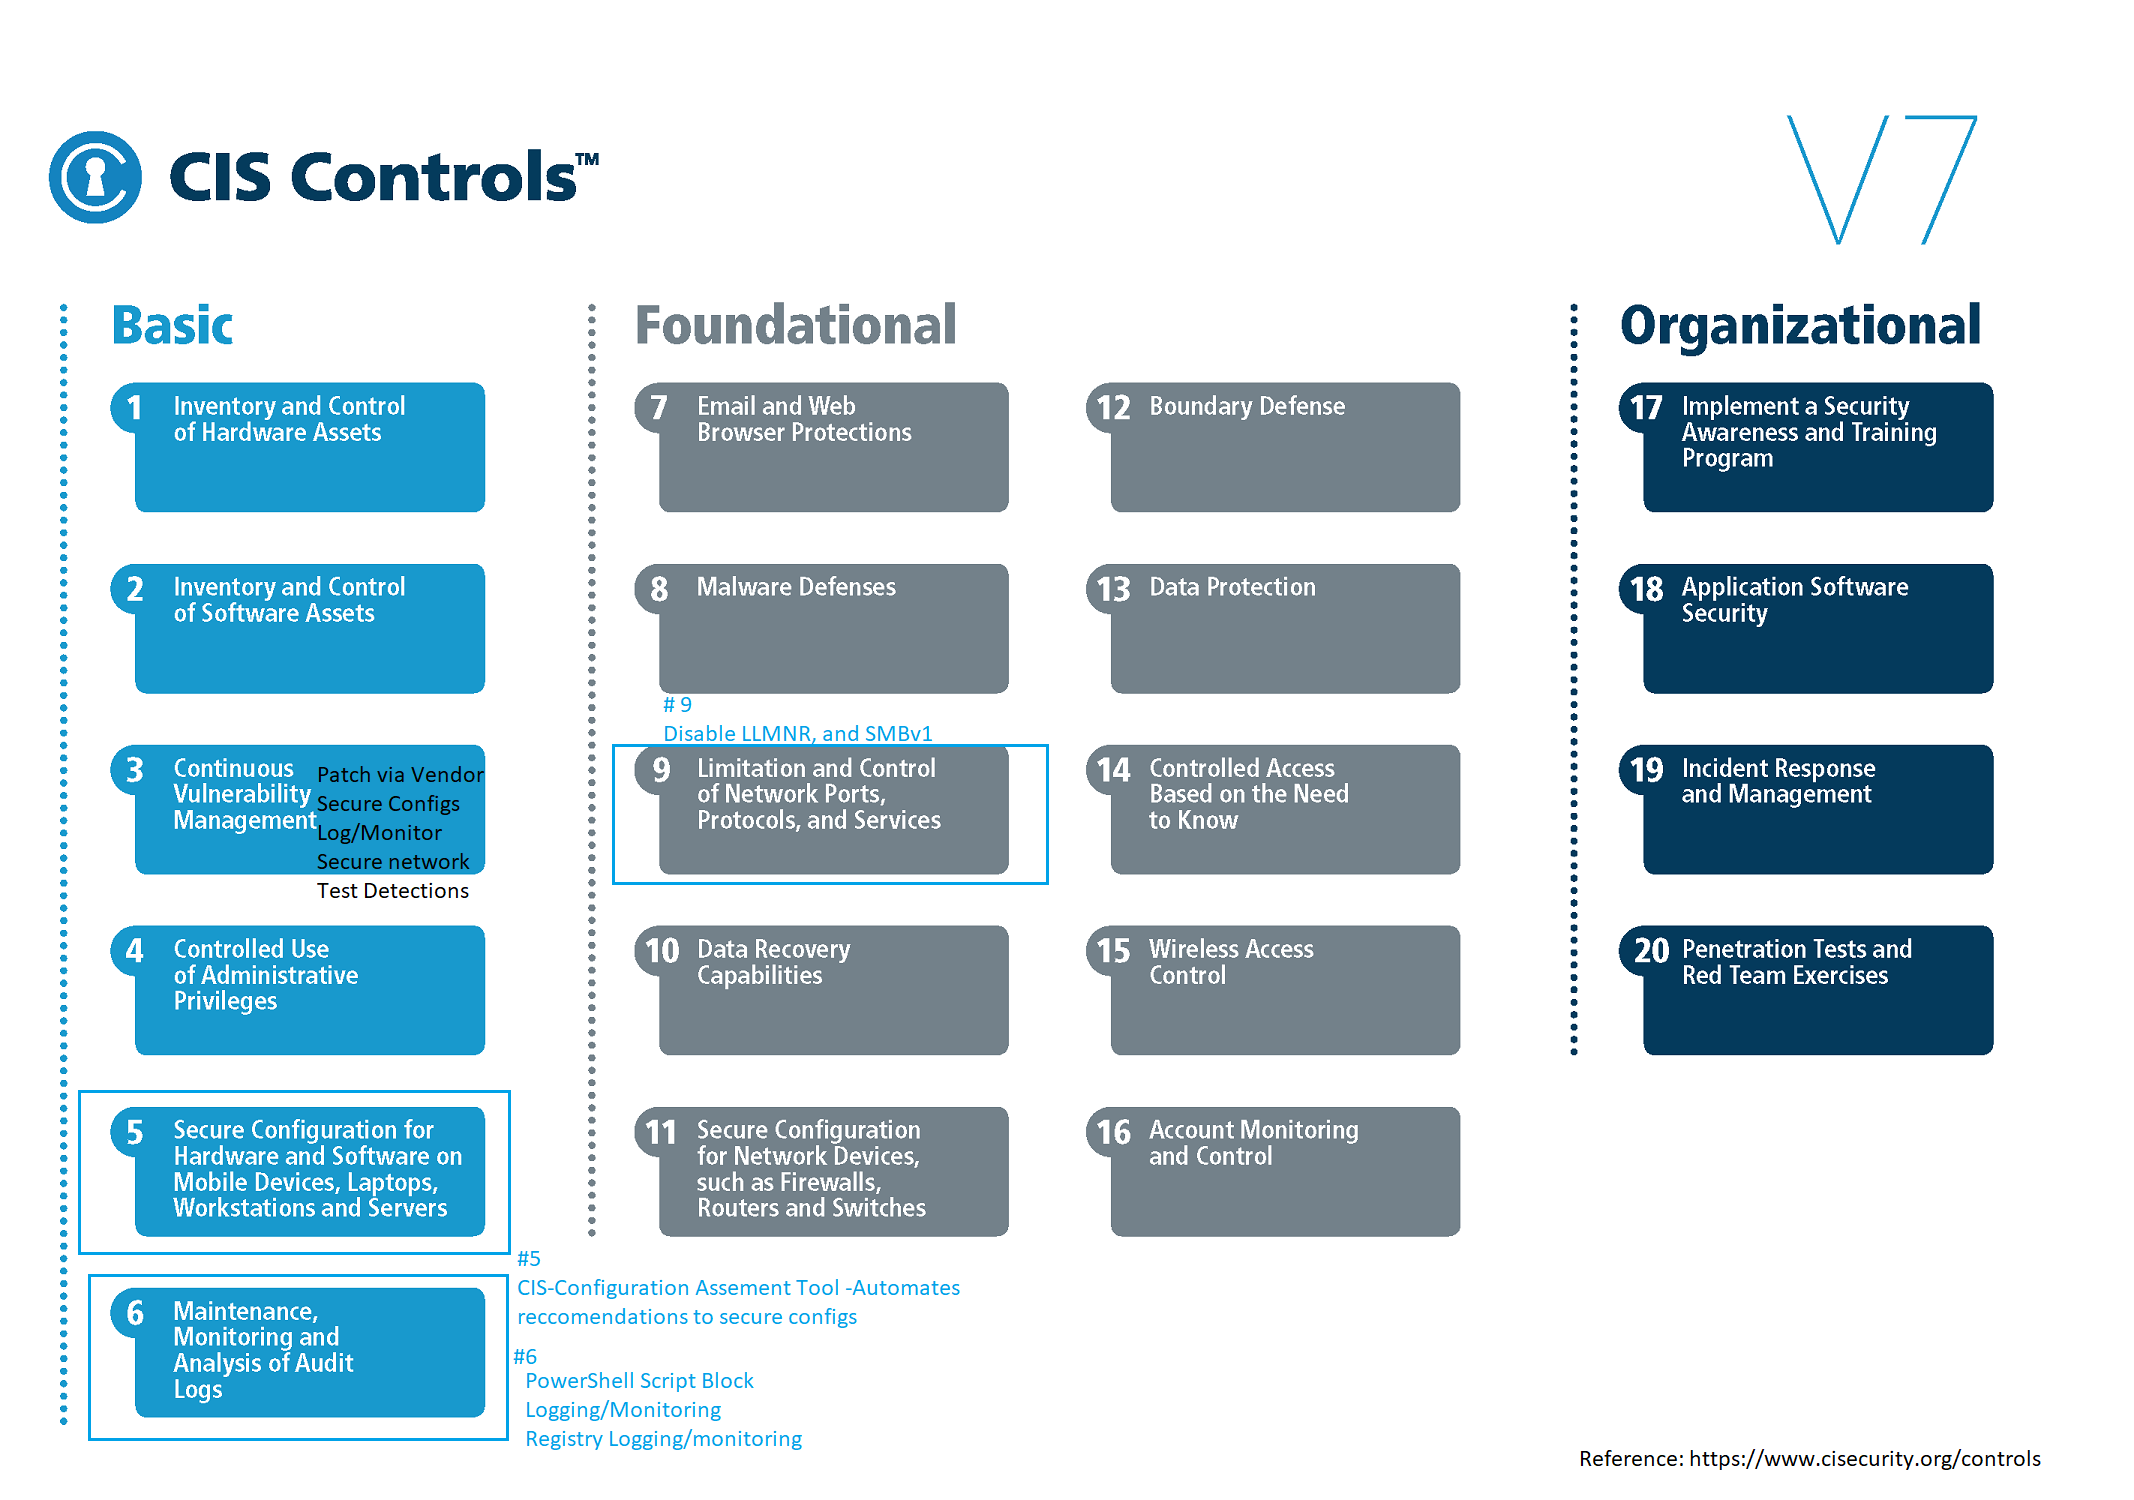 CIS Controls™
V7
Basic
1
Inventory and Control
of Hardware Assets
2
Inventory and Control
of Software Assets
3
Continuous
Vulnerability
Management
Patch via Vendor
Secure Configs
Log/Monitor
Secure network
Test Detections
4
Controlled Use
of Administrative
Privileges
5
Secure Configuration for
Hardware and Software on
Mobile Devices, Laptops,
Workstations and Servers
#5
CIS-Configuration Assement Tool -Automates
reccomendations to secure configs
6
Maintenance,
Monitoring and
Analysis of Audit
Logs
#6
PowerShell Script Block
Logging/Monitoring
Registry Logging/monitoring
Foundational
7
Email and Web
Browser Protections
8
Malware Defenses
# 9
Disable LLMNR, and SMBv1
9
Limitation and Control
of Network Ports,
Protocols, and Services
10
Data Recovery
Capabilities
11
Secure Configuration
for Network Devices,
such as Firewalls,
Routers and Switches
12
Boundary Defense
13
Data Protection
14
Controlled Access
Based on the Need
to Know
15
Wireless Access
Control
16
Account Monitoring
and Control
Organizational
17
Implement a Security
Awareness and Training
Program
18
Application Software
Security
19
Incident Response
and Management
20
Penetration Tests and
Red Team Exercises
Reference: https://www.cisecurity.org/controls